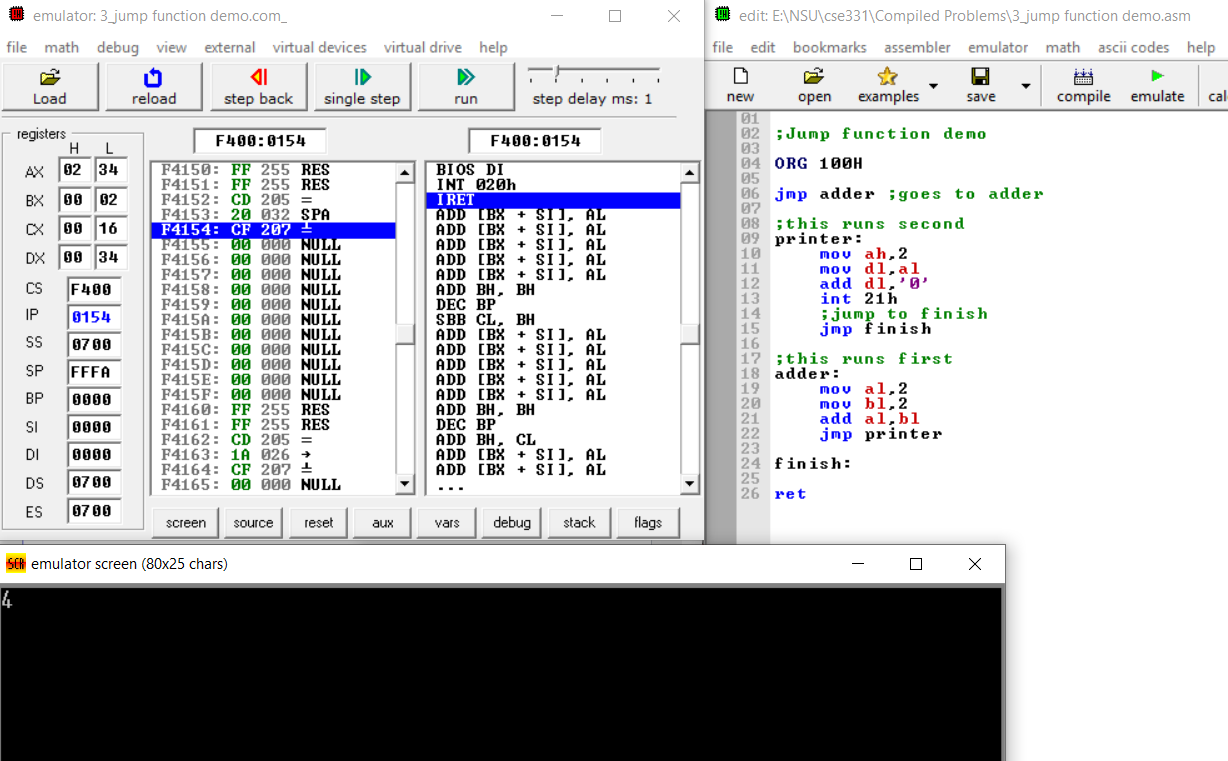 emulator: 3_jump function demo.com_
file math debug view external virtual devices virtual drive help
Load reload step back single step run step delay ms: 1
registers
H L
AX 02 34
BX 00 02
CX 00 16
DX 00 34
CS F400
IP 0154
SS 0700
SP FFFA
BP 0000
SI 0000
DI 0000
DS 0700
ES 0700
F400:0154
F4150: FF 255 RES
F4151: FF 255 RES
F4152: CD 205 =
F4153: 20 032 SPA
F4154: CF 207 ╧
F4155: 00 000 NULL
F4156: 00 000 NULL
F4157: 00 000 NULL
F4158: 00 000 NULL
F4159: 00 000 NULL
F415A: 00 000 NULL
F415B: 00 000 NULL
F415C: 00 000 NULL
F415D: 00 000 NULL
F415E: 00 000 NULL
F415F: 00 000 NULL
F4160: FF 255 RES
F4161: FF 255 RES
F4162: CD 205 =
F4163: 1A 026 →
F4164: CF 207 ╧
F4165: 00 000 NULL
F400:0154
BIOS DI
INT 020h
IRET
ADD [BX + SI], AL
ADD [BX + SI], AL
ADD [BX + SI], AL
ADD [BX + SI], AL
ADD [BX + SI], AL
ADD BH, BH
DEC BP
SBB CL, BH
ADD [BX + SI], AL
ADD [BX + SI], AL
ADD [BX + SI], AL
ADD [BX + SI], AL
ADD [BX + SI], AL
ADD BH, BH
DEC BP
ADD BH, CL
ADD [BX + SI], AL
ADD [BX + SI], AL
...
screen source reset aux vars debug stack flags
edit: E:\NSU\cse331\Compiled Problems\3_jump function demo.asm
file edit bookmarks assembler emulator math ascii codes help
new open examples save compile emulate cal
01
02 ;Jump function demo
03
04 ORG 100H
05
06 jmp adder ;goes to adder
07
08 ;this runs second
09 printer:
10 mov ah,2
11 mov dl,al
12 add dl,'0'
13 int 21h
14 ;jump to finish
15 jmp finish
16
17 ;this runs first
18 adder:
19 mov al,2
20 mov bl,2
21 add al,bl
22 jmp printer
23
24 finish:
25
26 ret
SCR emulator screen (80x25 chars)
4